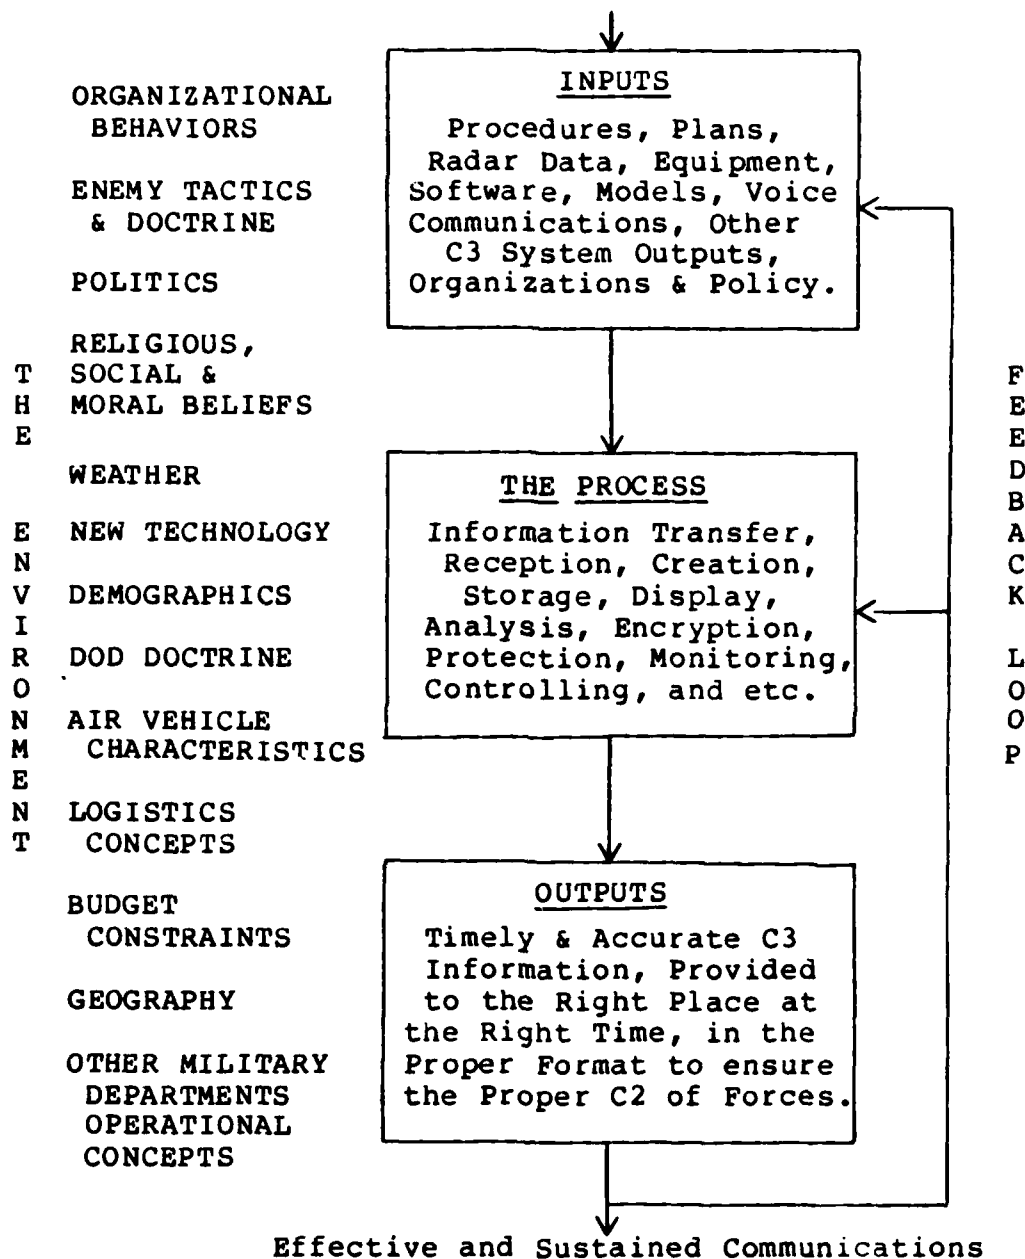 THE ENVIRONMENT
ORGANIZATIONAL
BEHAVIORS
ENEMY TACTICS
& DOCTRINE
POLITICS
RELIGIOUS,
SOCIAL &
MORAL BELIEFS
WEATHER
NEW TECHNOLOGY
DEMOGRAPHICS
DOD DOCTRINE
AIR VEHICLE
CHARACTERISTICS
LOGISTICS
CONCEPTS
BUDGET
CONSTRAINTS
GEOGRAPHY
OTHER MILITARY
DEPARTMENTS
OPERATIONAL
CONCEPTS
INPUTS
Procedures, Plans,
Radar Data, Equipment,
Software, Models, Voice
Communications, Other
C3 System Outputs,
Organizations & Policy.
THE PROCESS
Information Transfer,
Reception, Creation,
Storage, Display,
Analysis, Encryption,
Protection, Monitoring,
Controlling, and etc.
OUTPUTS
Timely & Accurate C3
Information, Provided
to the Right Place at
the Right Time, in the
Proper Format to ensure
the Proper C2 of Forces.
FEEDBACK LOOP
Effective and Sustained Communications